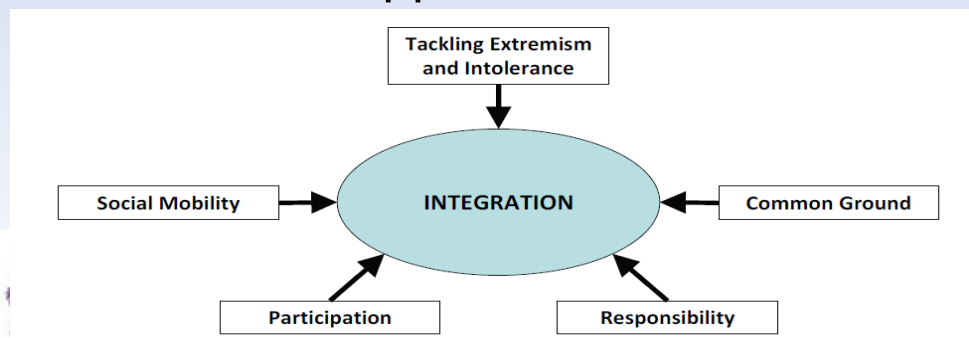 Tackling Extremism
and Intolerance
Social Mobility
INTEGRATION
Common Ground
Participation
Responsibility